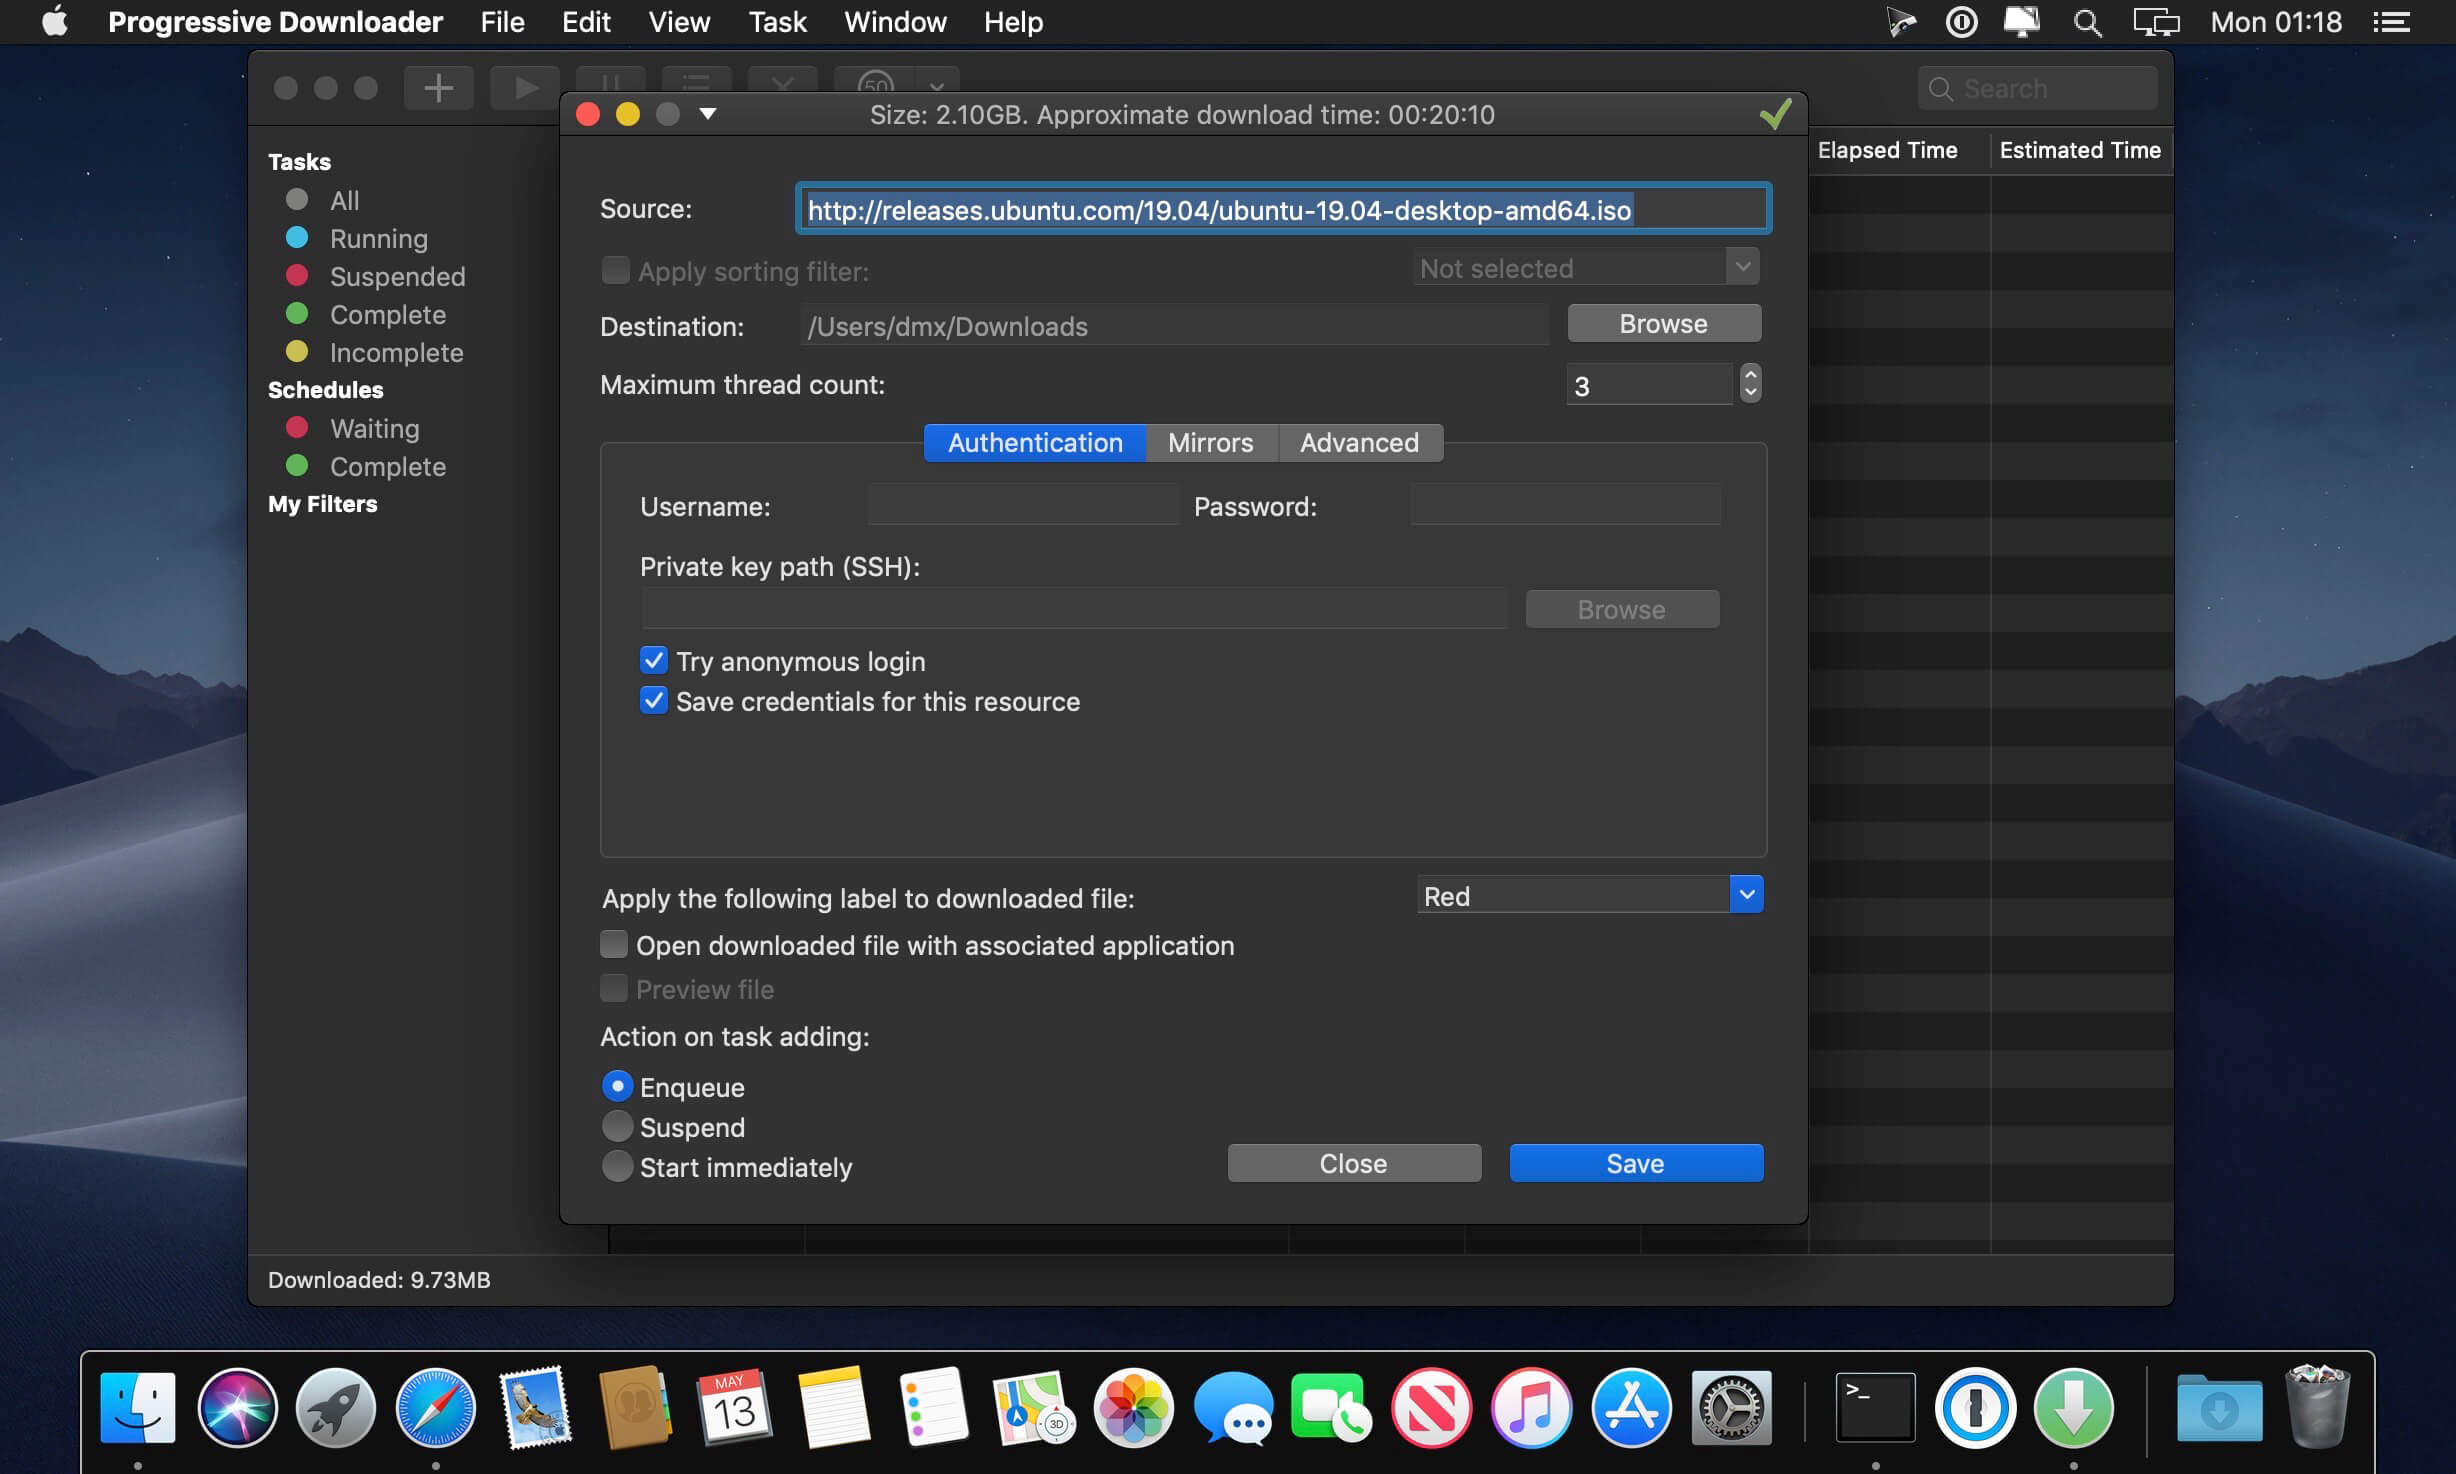 Progressive Downloader File Edit View Task Window Help Mon 01:18
50 Search
Size: 2.10GB. Approximate download time: 00:20:10
Elapsed Time Estimated Time
Tasks
All
Running
Suspended
Complete
Incomplete
Schedules
Waiting
Complete
My Filters
Source: http://releases.ubuntu.com/19.04/ubuntu-19.04-desktop-amd64.iso
Apply sorting filter: Not selected
Destination: /Users/dmx/Downloads Browse
Maximum thread count: 3
Authentication Mirrors Advanced
Username: Password:
Private key path (SSH):
Browse
Try anonymous login
Save credentials for this resource
Apply the following label to downloaded file: Red
Open downloaded file with associated application
Preview file
Action on task adding:
Enqueue
Suspend
Start immediately
Close Save
Downloaded: 9.73MB
MAY
13
3D
>_